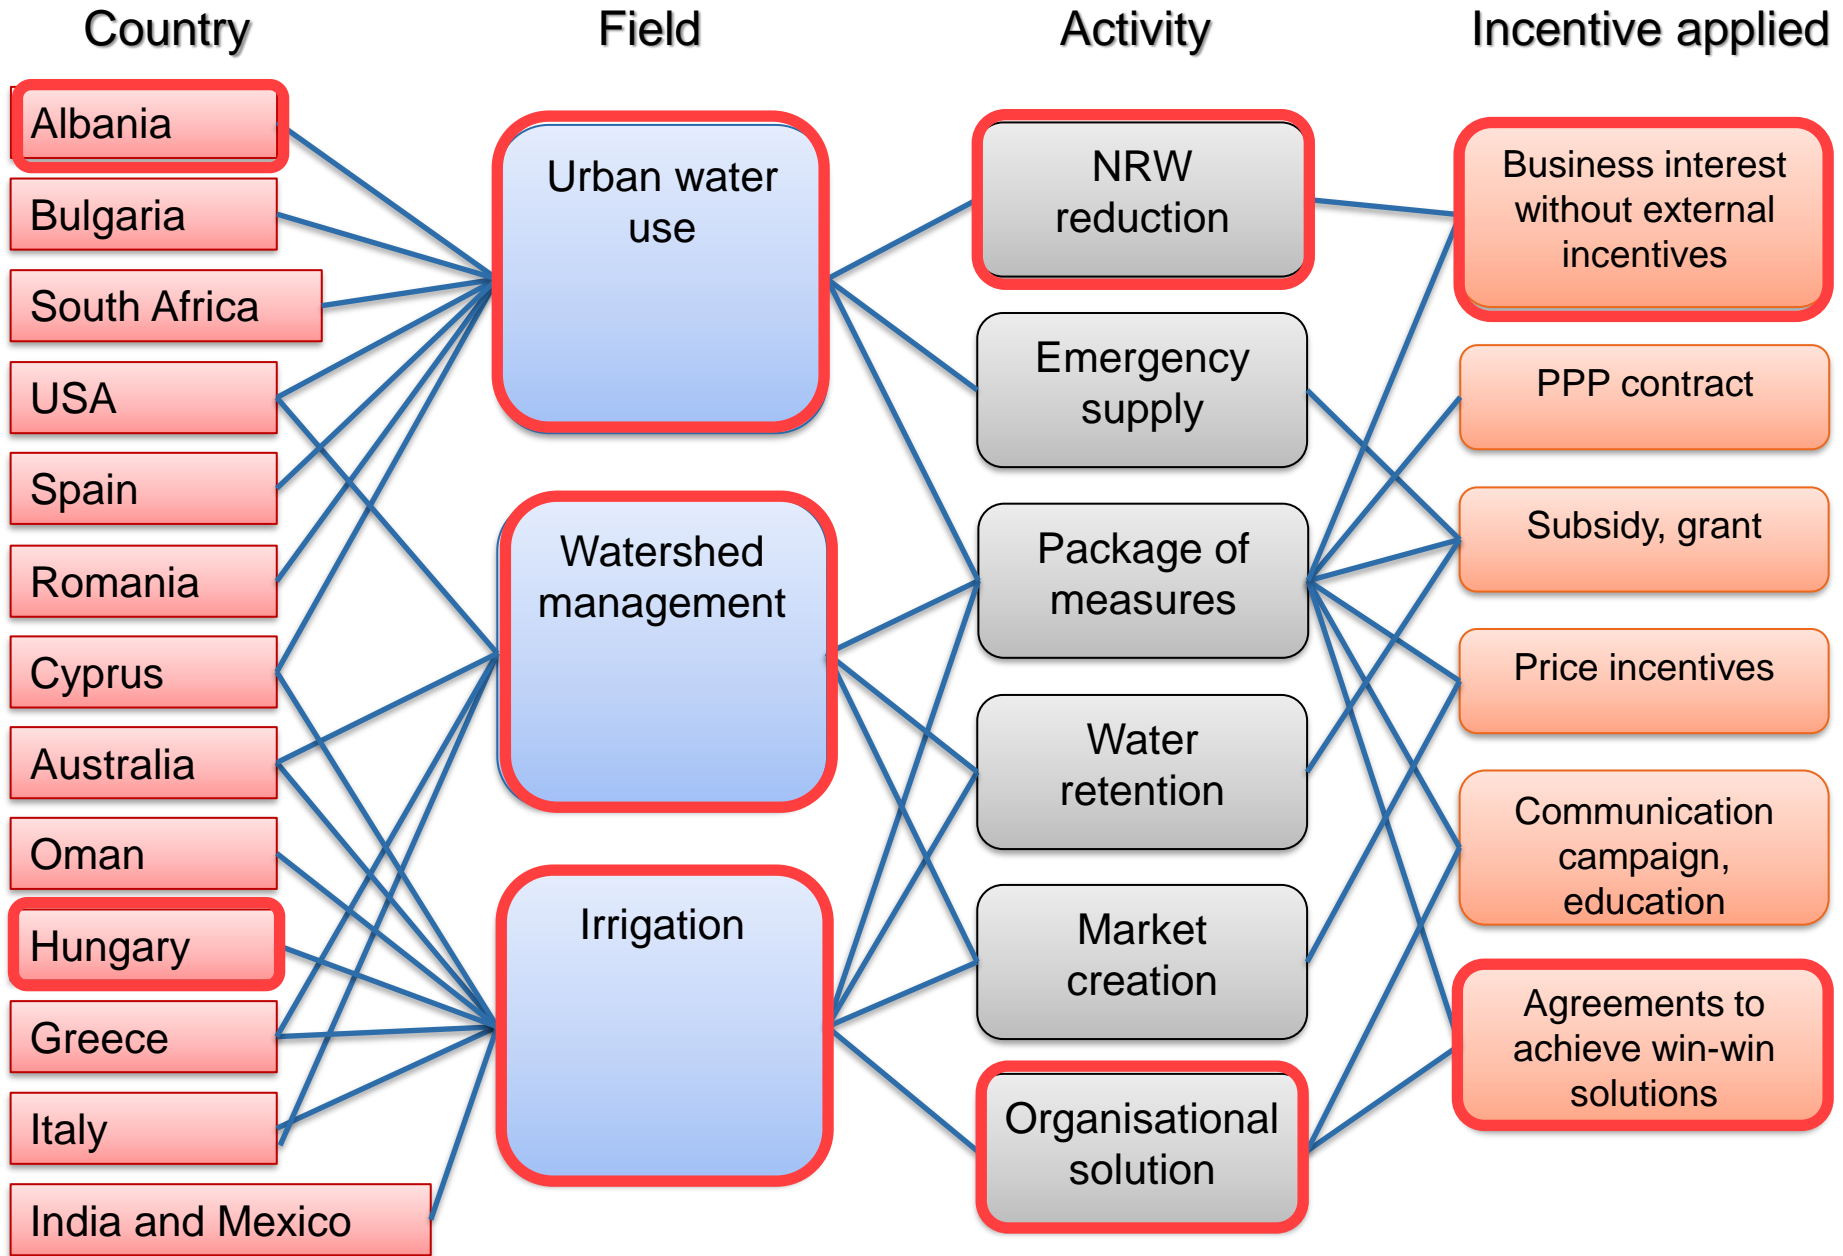 Country
Field
Activity
Incentive applied
Albania
Bulgaria
South Africa
USA
Spain
Romania
Cyprus
Australia
Oman
Hungary
Greece
Italy
India and Mexico
Urban water
use
Watershed
management
Irrigation
NRW
reduction
Emergency
supply
Package of
measures
Water
retention
Market
creation
Organisational
solution
Business interest
without external
incentives
PPP contract
Subsidy, grant
Price incentives
Communication
campaign,
education
Agreements to
achieve win-win
solutions